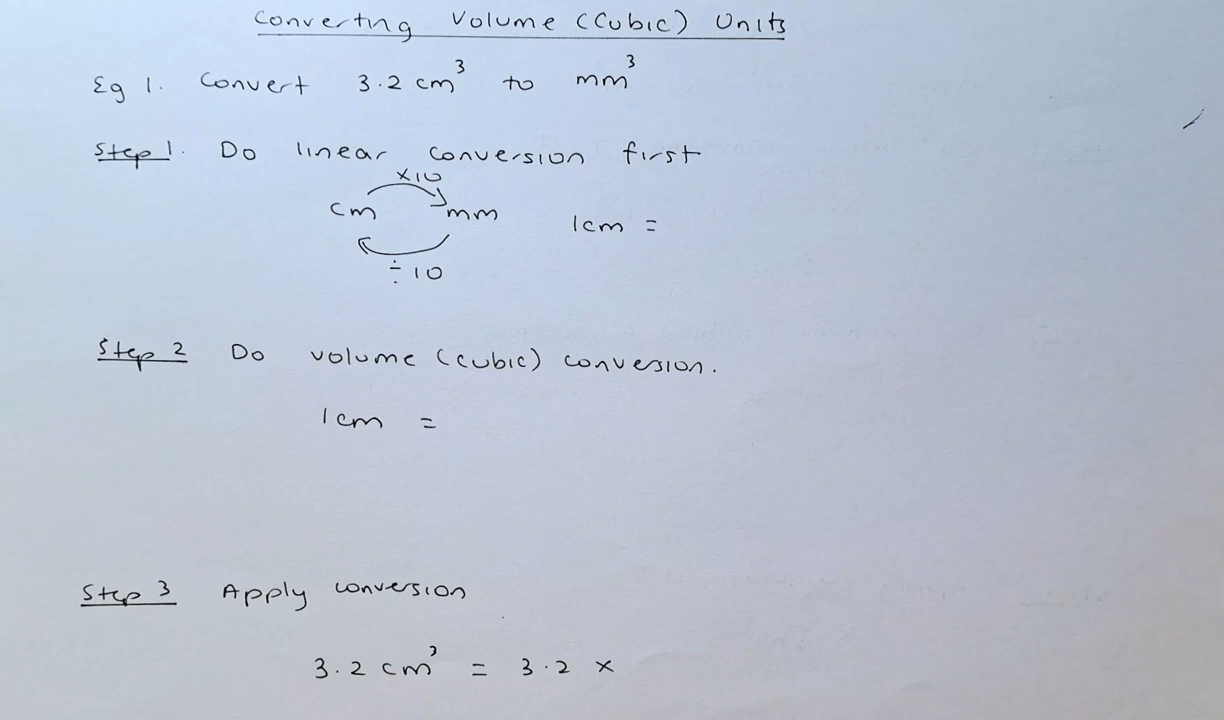 Converting Volume (Cubic) Units
Eg 1. Convert 3.2 cm³ to mm³
Step 1. Do linear conversion first
×10
cm mm 1cm =
÷ 10
Step 2 Do volume (cubic) conversion.
1cm =
Step 3 Apply conversion
3.2 cm³ = 3.2 ×